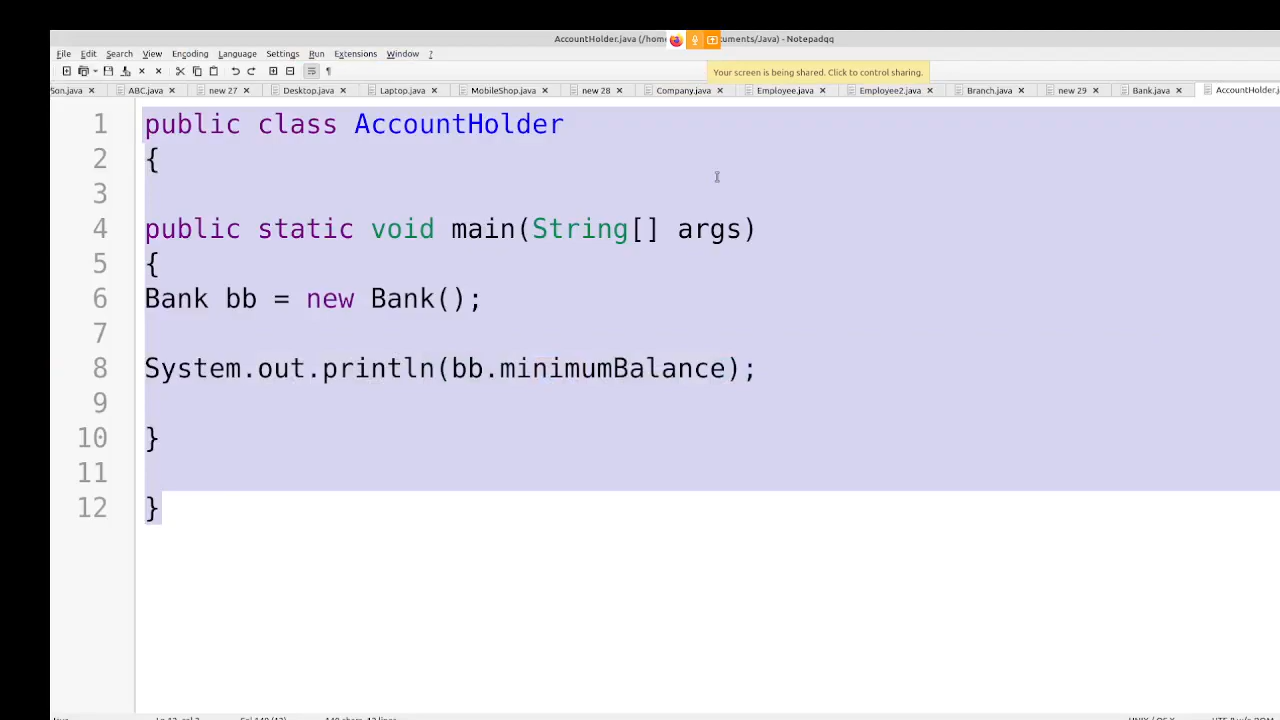 AccountHolder.java (/home uments/Java) - Notepadqq
File Edit Search View Encoding Language Settings Run Extensions Window ?
Your screen is being shared. Click to control sharing.
son.java ABC.java new 27 Desktop.java Laptop.java MobileShop.java new 28 Company.java Employee.java Employee2.java Branch.java new 29 Bank.java AccountHolder.j
1 public class AccountHolder
2 {
3
4 public static void main(String[] args)
5 {
6 Bank bb = new Bank();
7
8 System.out.println(bb.minimumBalance);
9
10 }
11
12 }